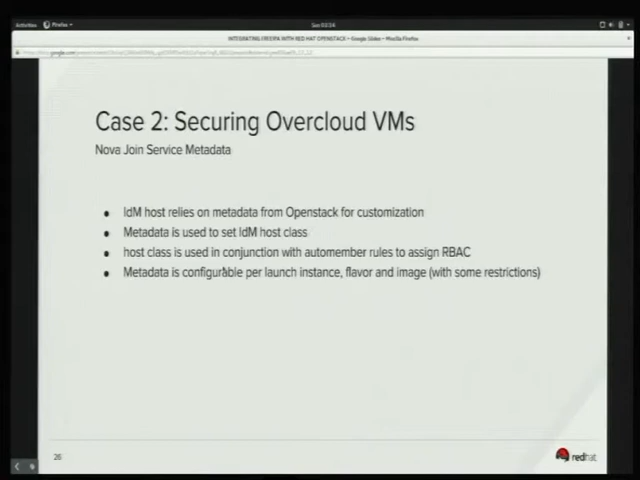 Activities Firefox
INTEGRATING FREEIPA WITH RED HAT OPENSTACK - Google Slides - Mozilla Firefox
Case 2: Securing Overcloud VMs
Nova Join Service Metadata
IdM host relies on metadata from Openstack for customization
Metadata is used to set IdM host class
host class is used in conjunction with automember rules to assign RBAC
Metadata is configurable per launch instance, flavor and image (with some restrictions)
26
redhat